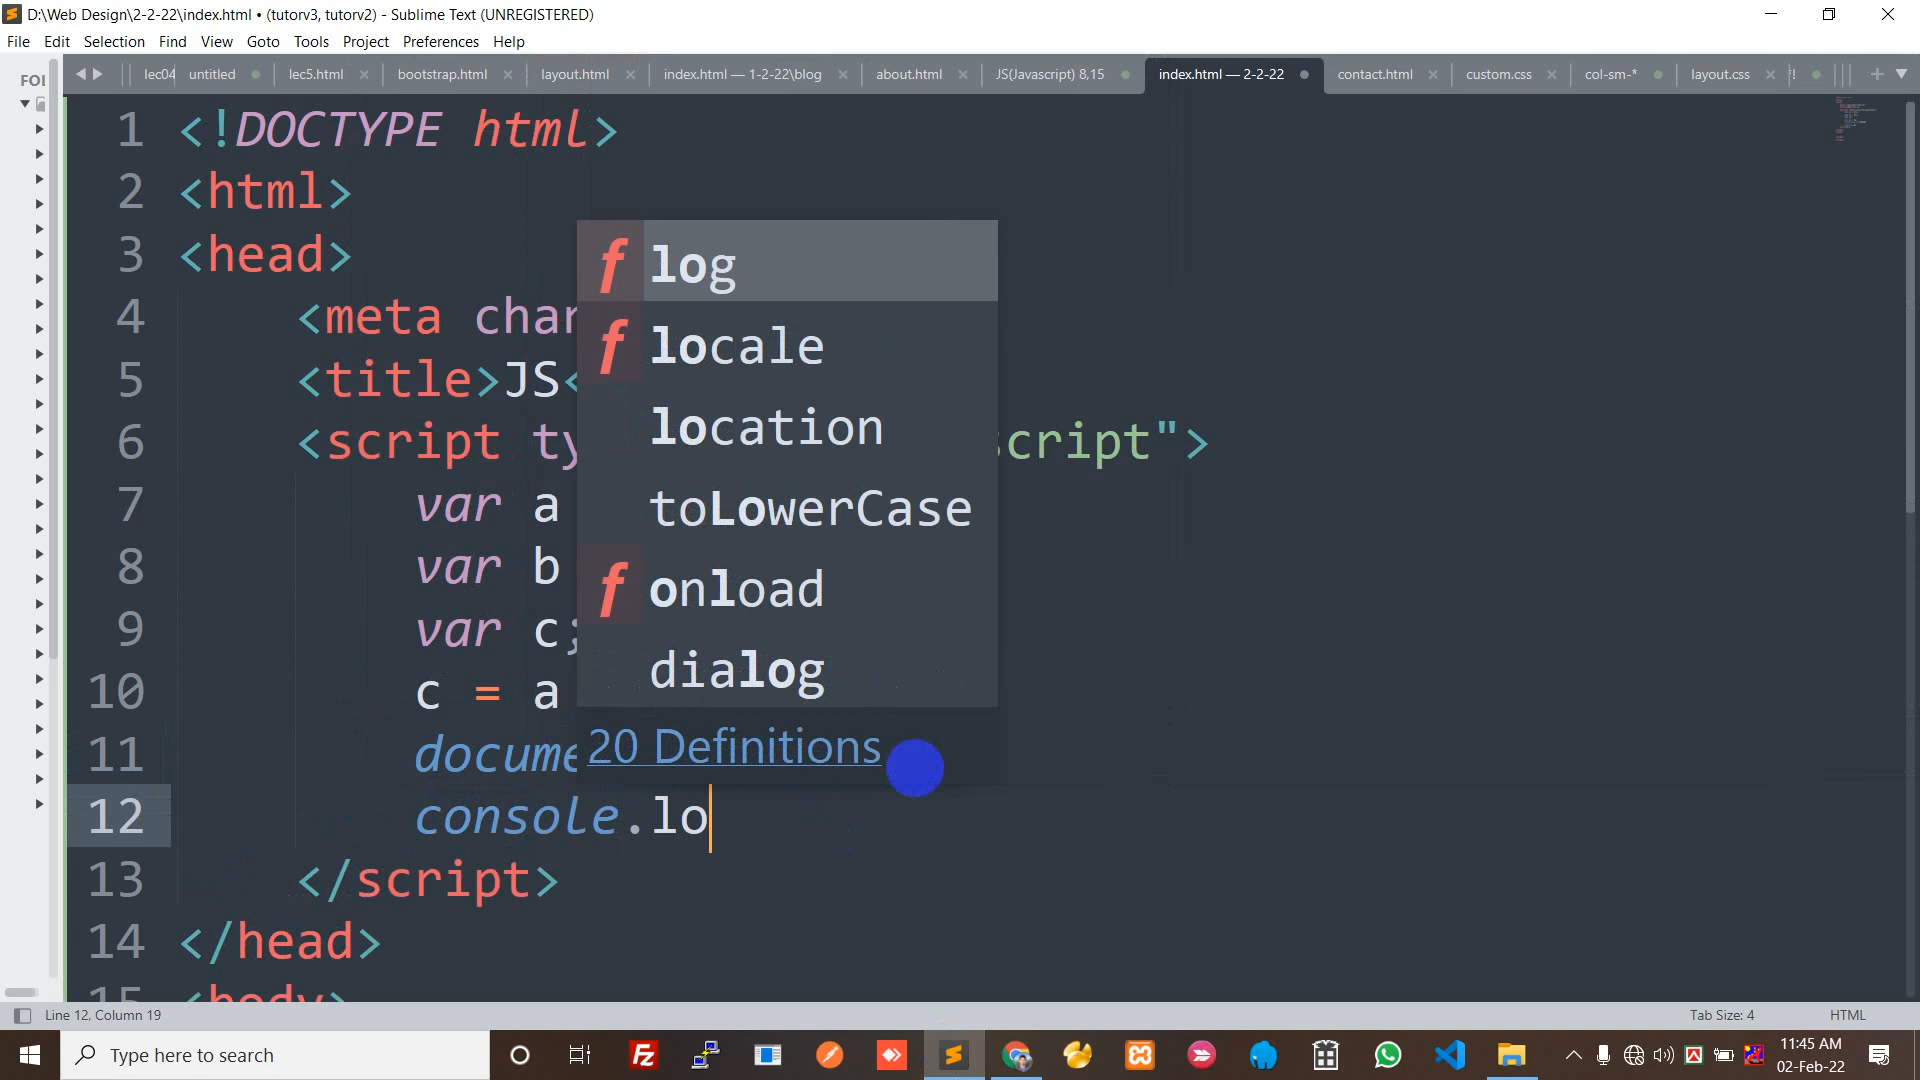 D:\Web Design\2-2-22\index.html • (tutorv3, tutorv2) - Sublime Text (UNREGISTERED)
File Edit Selection Find View Goto Tools Project Preferences Help
FOI
lec04 untitled lec5.html bootstrap.html layout.html index.html — 1-2-22\blog about.html JS(Javascript) 8,15 index.html — 2-2-22 contact.html custom.css col-sm-* layout.css
1 <!DOCTYPE html>
2 <html>
3 <head>
4 <meta char
5 <title>JS<
6 <script ty script">
7 var a
8 var b
9 var c;
10 c = a
11 docume
12 console.lo
13 </script>
14 </head>
15 <body>
f log
f locale
location
toLowerCase
f onload
dialog
20 Definitions
Line 12, Column 19
Tab Size: 4
HTML
Type here to search
11:45 AM
02-Feb-22